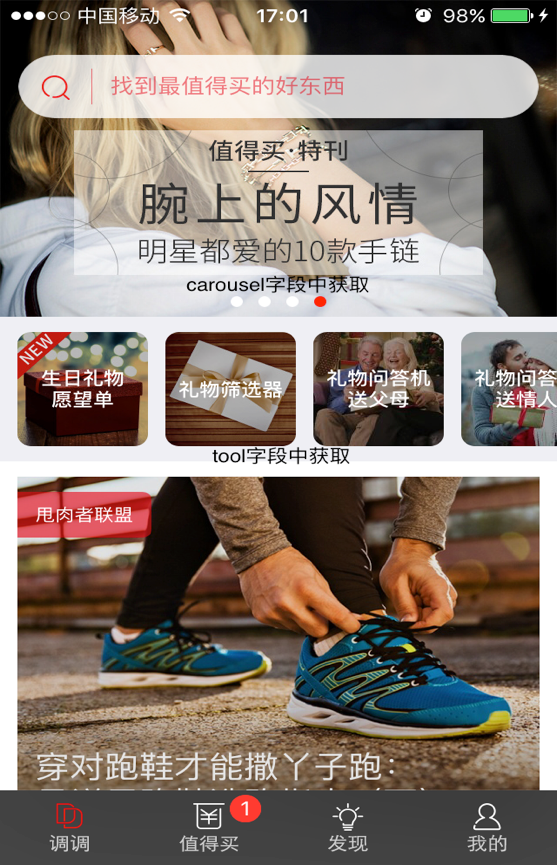 中国移动
17:01
98%
找到最值得买的好东西
值得买·特刊
腕上的风情
明星都爱的10款手链
carousel字段中获取
NEW
生日礼物
愿望单
礼物筛选器
礼物问答机
送父母
礼物问答
送情人
tool字段中获取
甩肉者联盟
穿对跑鞋才能撒丫子跑：
1
调调
值得买
发现
我的